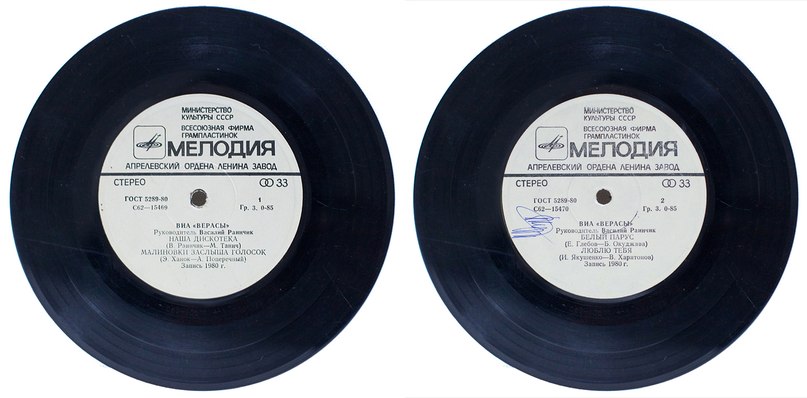 МИНИСТЕРСТВО
КУЛЬТУРЫ СССР
ВСЕСОЮЗНАЯ ФИРМА
ГРАМПЛАСТИНОК
МЕЛОДИЯ
АПРЕЛЕВСКИЙ ОРДЕНА ЛЕНИНА ЗАВОД
СТЕРЕО 33
ГОСТ 5289-80 1
С62—15469 Гр. 3. 0-85
ВИА «ВЕРАСЫ»
Руководитель Василий Раинчик
НАША ДИСКОТЕКА
(В. Раинчик—М. Танич)
МАЛИНОВКИ ЗАСЛЫША ГОЛОСОК
(Э. Ханок—А. Поперечный)
Запись 1980 г.
МИНИСТЕРСТВО
КУЛЬТУРЫ СССР
ВСЕСОЮЗНАЯ ФИРМА
ГРАМПЛАСТИНОК
МЕЛОДИЯ
АПРЕЛЕВСКИЙ ОРДЕНА ЛЕНИНА ЗАВОД
СТЕРЕО 33
ГОСТ 5289-80 2
С62—15470 Гр. 3. 0-85
ВИА «ВЕРАСЫ»
Руководитель Василий Раинчик
БЕЛЫЙ ПАРУС
(Е. Глебов—Б. Окуджава)
ЛЮБЛЮ ТЕБЯ
(И. Якушенко—В. Харатонов)
Запись 1980 г.